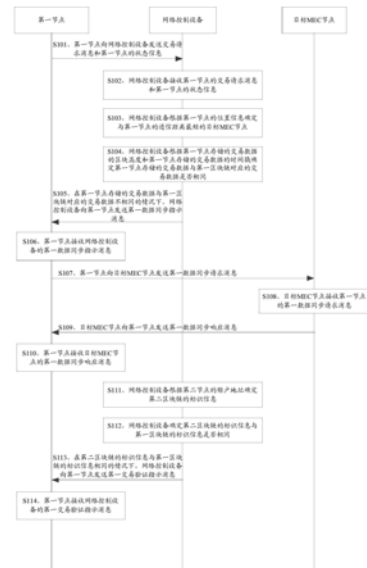 第一节点
网络控制设备
目标MEC节点
S101、第一节点向网络控制设备发送交易请
求消息和第一节点的状态信息
S102、网络控制设备接收第一节点的交易请求消息
和第一节点的状态信息
S103、网络控制设备根据第一节点的位置信息确定
与第一节点的通信距离最短的目标MEC节点
S104、网络控制设备根据第一节点存储的交易数据
的区块高度和第一节点存储的交易数据的时间戳确
定第一节点存储的交易数据与第一区块链对应的交
易数据是否相同
S105、在第一节点存储的交易数据与第一区
块链对应的交易数据不相同的情况下，网络
控制设备向第一节点发送第一数据同步指示
消息
S106、第一节点接收网络控制设
备的第一数据同步指示消息
S107、第一节点向目标MEC节点发送第一数据同步请求消息
S108、目标MEC节点接收第一节点
的第一数据同步请求消息
S109、目标MEC节点向第一节点发送第一数据同步响应消息
S110、第一节点接收目标MEC节
点的第一数据同步响应消息
S111、网络控制设备根据第二节点的账户地址确定
第二区块链的标识信息
S112、网络控制设备确定第二区块链的标识信息与
第一区块链的标识信息是否相同
S113、在第二区块链的标识信息与第一区块
链的标识信息相同的情况下，网络控制设备
向第一节点发送第一交易验证指示消息
S114、第一节点接收网络控制设
备的第一交易验证指示消息